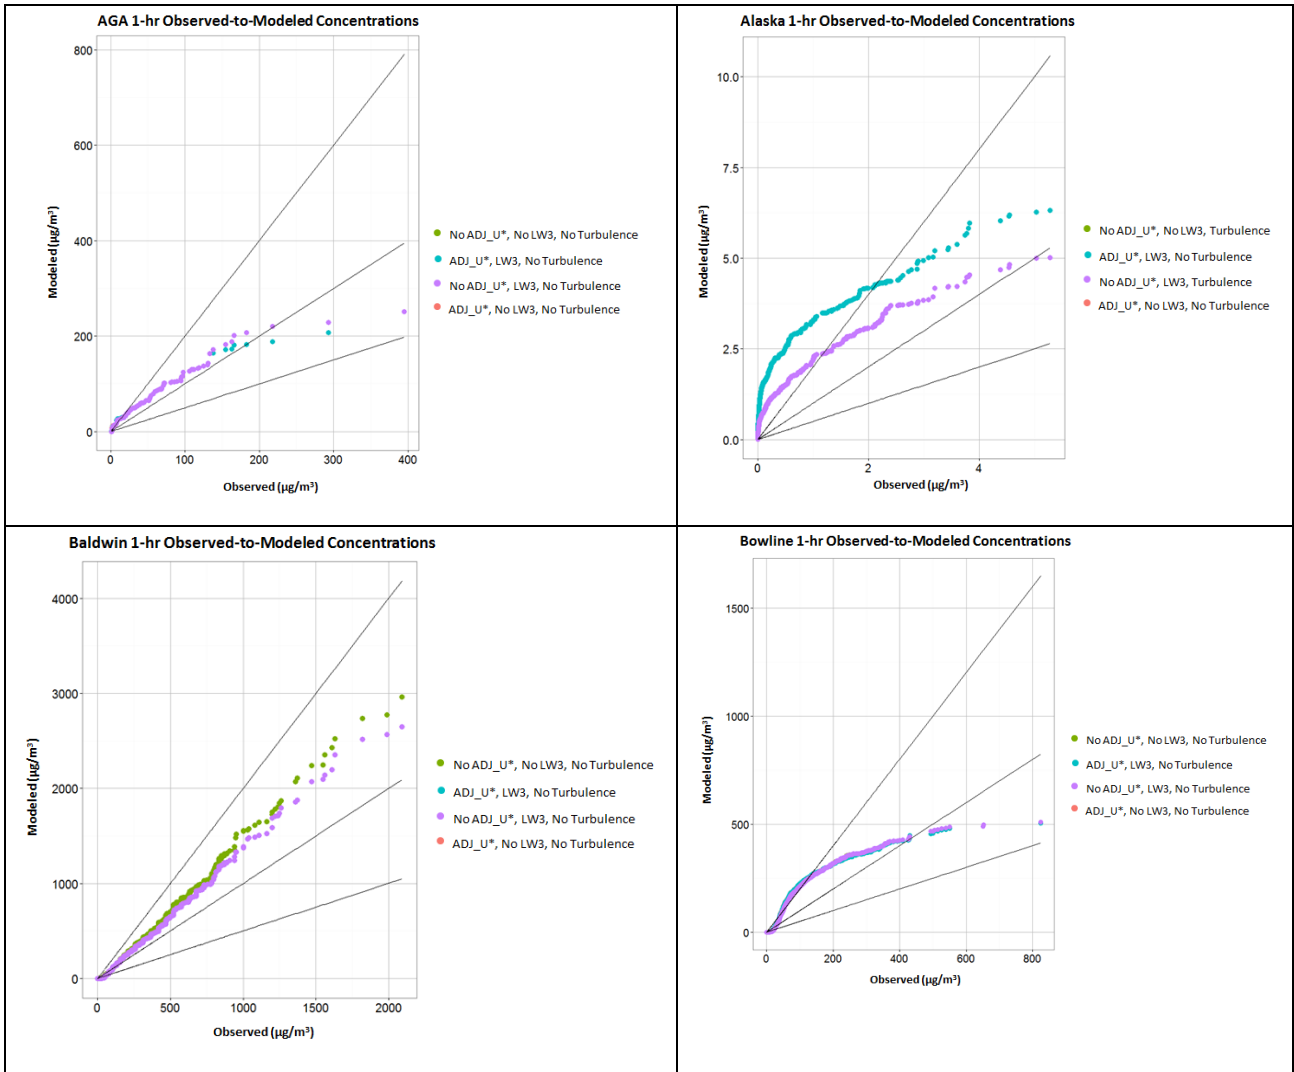 AGA 1-hr Observed-to-Modeled Concentrations
800
600
400
200
0
Modeled (µg/m³)
0 100 200 300 400
Observed (µg/m³)
No ADJ_U*, No LW3, No Turbulence
ADJ_U*, LW3, No Turbulence
No ADJ_U*, LW3, No Turbulence
ADJ_U*, No LW3, No Turbulence
Alaska 1-hr Observed-to-Modeled Concentrations
10.0
7.5
5.0
2.5
0.0
Modeled (µg/m³)
0 2 4
Observed (µg/m³)
No ADJ_U*, No LW3, Turbulence
ADJ_U*, LW3, No Turbulence
No ADJ_U*, LW3, Turbulence
ADJ_U*, No LW3, No Turbulence
Baldwin 1-hr Observed-to-Modeled Concentrations
4000
3000
2000
1000
0
Modeled (µg/m³)
0 500 1000 1500 2000
Observed (µg/m³)
No ADJ_U*, No LW3, No Turbulence
ADJ_U*, LW3, No Turbulence
No ADJ_U*, LW3, No Turbulence
ADJ_U*, No LW3, No Turbulence
Bowline 1-hr Observed-to-Modeled Concentrations
1500
1000
500
0
Modeled (µg/m³)
0 200 400 600 800
Observed (µg/m³)
No ADJ_U*, No LW3, No Turbulence
ADJ_U*, LW3, No Turbulence
No ADJ_U*, LW3, No Turbulence
ADJ_U*, No LW3, No Turbulence